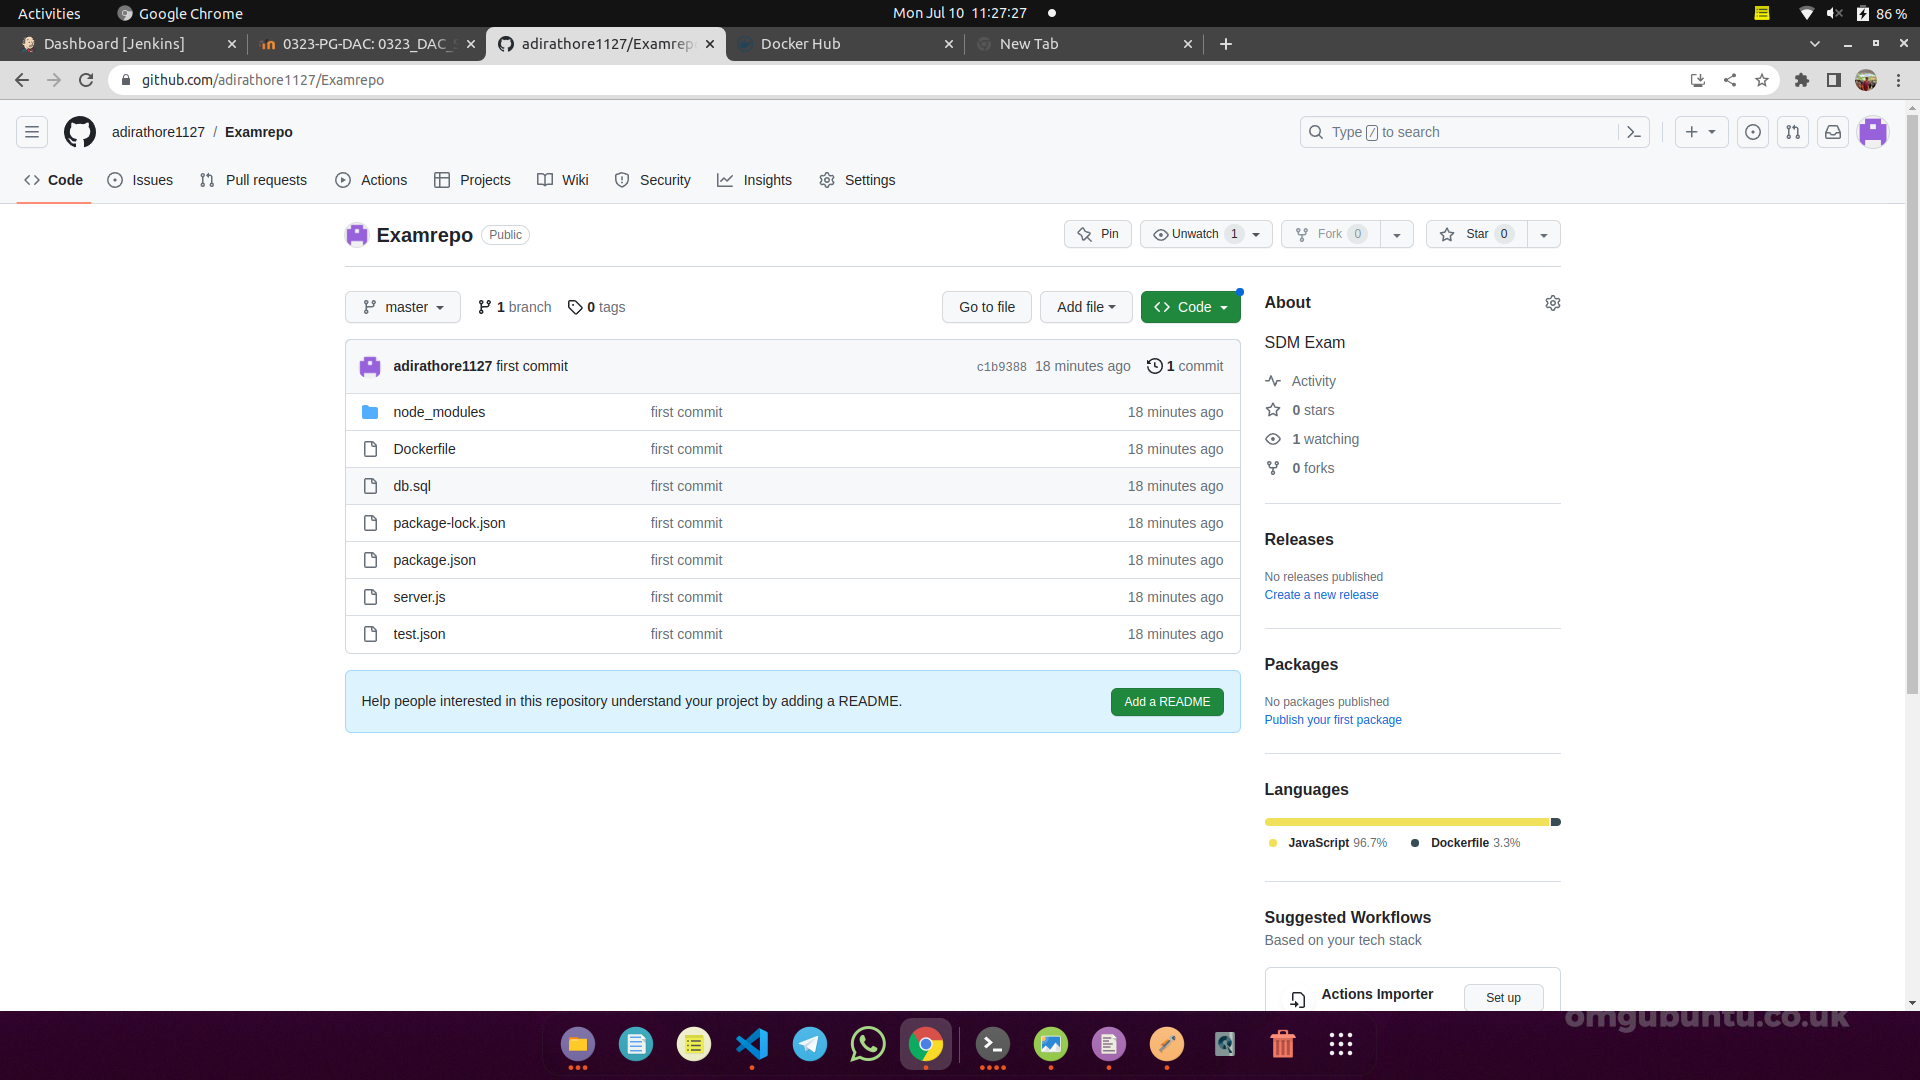 Activities
Google Chrome
Mon Jul 10 11:27:27
86 %
Dashboard [Jenkins]
0323-PG-DAC: 0323_DAC_S
adirathore1127/Examrepo
Docker Hub
New Tab
github.com/adirathore1127/Examrepo
adirathore1127 / Examrepo
Type / to search
Code
Issues
Pull requests
Actions
Projects
Wiki
Security
Insights
Settings
Examrepo
Public
Pin
Unwatch 1
Fork 0
Star 0
master
1 branch
0 tags
Go to file
Add file
Code
adirathore1127 first commit
c1b9388 18 minutes ago
1 commit
node_modules first commit 18 minutes ago
Dockerfile first commit 18 minutes ago
db.sql first commit 18 minutes ago
package-lock.json first commit 18 minutes ago
package.json first commit 18 minutes ago
server.js first commit 18 minutes ago
test.json first commit 18 minutes ago
Help people interested in this repository understand your project by adding a README.
Add a README
About
SDM Exam
Activity
0 stars
1 watching
0 forks
Releases
No releases published
Create a new release
Packages
No packages published
Publish your first package
Languages
JavaScript 96.7%
Dockerfile 3.3%
Suggested Workflows
Based on your tech stack
Actions Importer
Set up
omgubuntu.co.uk